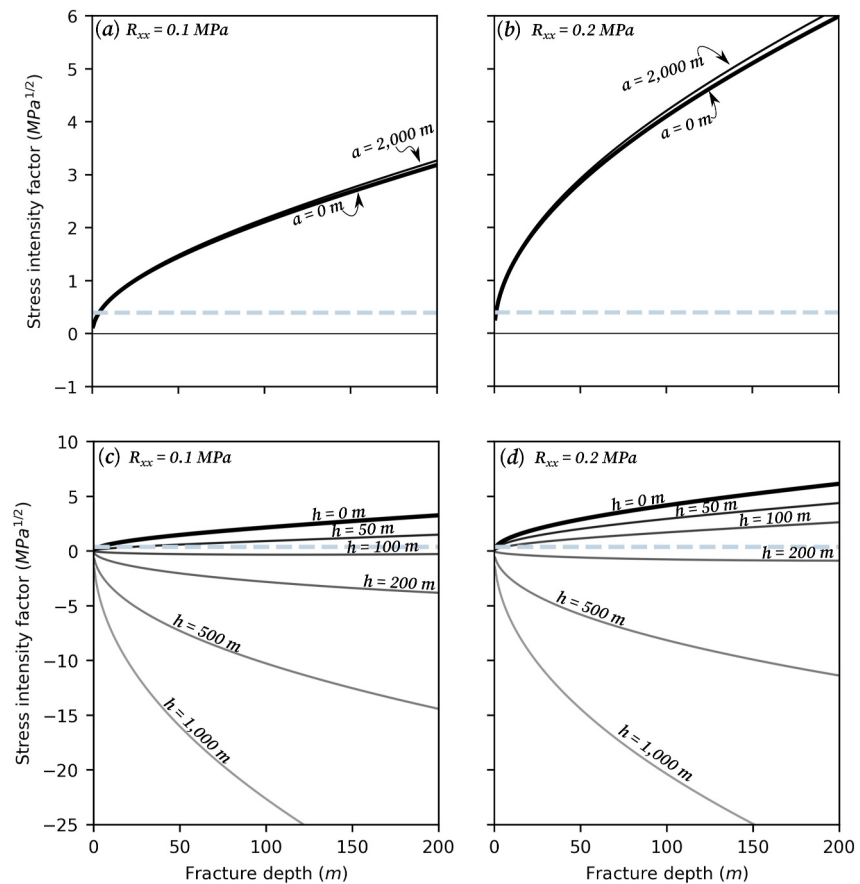 (a) Rxx = 0.1 MPa
(b) Rxx = 0.2 MPa
Stress intensity factor (MPa1/2)
6
5
4
3
2
1
0
−1
a = 2,000 m
a = 0 m
a = 2,000 m
a = 0 m
(c) Rxx = 0.1 MPa
(d) Rxx = 0.2 MPa
Stress intensity factor (MPa1/2)
10
5
0
−5
−10
−15
−20
−25
h = 0 m
h = 50 m
h = 100 m
h = 200 m
h = 500 m
h = 1,000 m
h = 0 m
h = 50 m
h = 100 m
h = 200 m
h = 500 m
h = 1,000 m
0 50 100 150 200
0 50 100 150 200
Fracture depth (m)
Fracture depth (m)